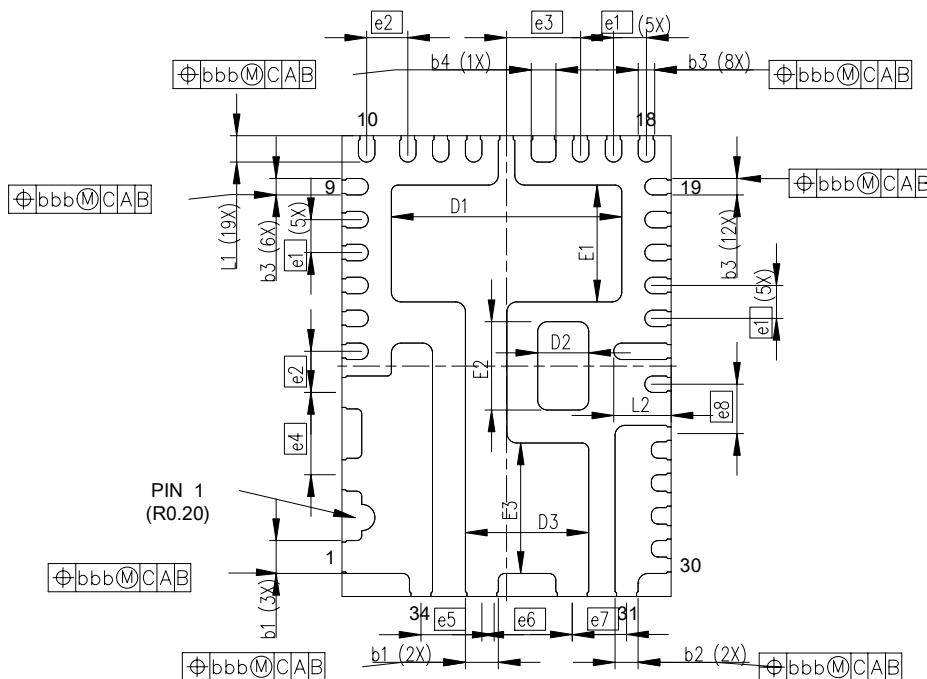 e2
e3
e1 (5X)
b4 (1X)
b3 (8X)
⌖bbbⓂCAB
⌖bbbⓂCAB
10
18
9
19
⌖bbbⓂCAB
⌖bbbⓂCAB
L1 (19X)
b3 (6X)
e1 (5X)
D1
E1
b3 (12X)
e1 (5X)
e2
E2
D2
L2
e8
e4
PIN 1
(R0.20)
E3
D3
1
30
⌖bbbⓂCAB
b1 (3X)
34
e5
e6
e7
31
b1 (2X)
b2 (2X)
⌖bbbⓂCAB
⌖bbbⓂCAB